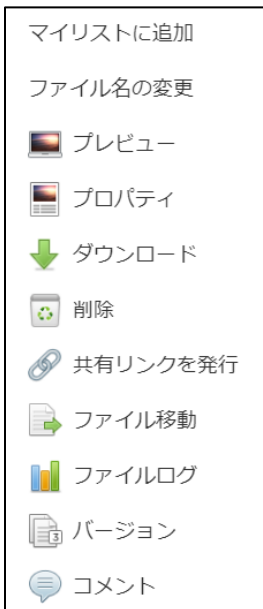 マイリストに追加
ファイル名の変更
プレビュー
プロパティ
ダウンロード
削除
共有リンクを発行
ファイル移動
ファイルログ
3
バージョン
コメント